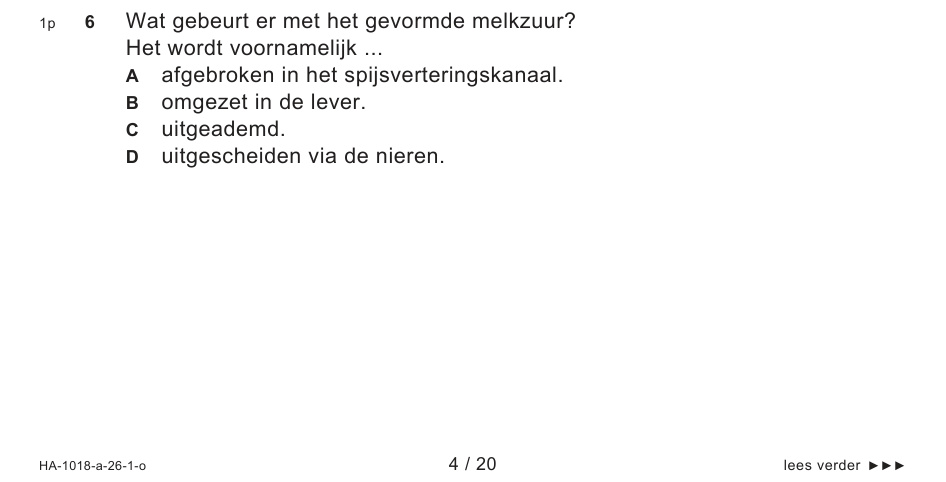 1p 6 Wat gebeurt er met het gevormde melkzuur?
Het wordt voornamelijk ...
A afgebroken in het spijsverteringskanaal.
B omgezet in de lever.
C uitgeademd.
D uitgescheiden via de nieren.
HA-1018-a-26-1-o 4 / 20 lees verder ►►►